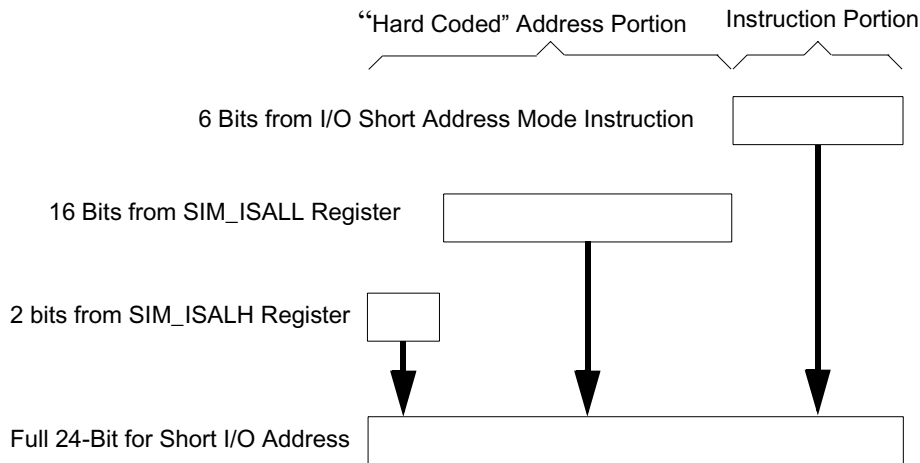 “Hard Coded” Address Portion
Instruction Portion
6 Bits from I/O Short Address Mode Instruction
16 Bits from SIM_ISALL Register
2 bits from SIM_ISALH Register
Full 24-Bit for Short I/O Address